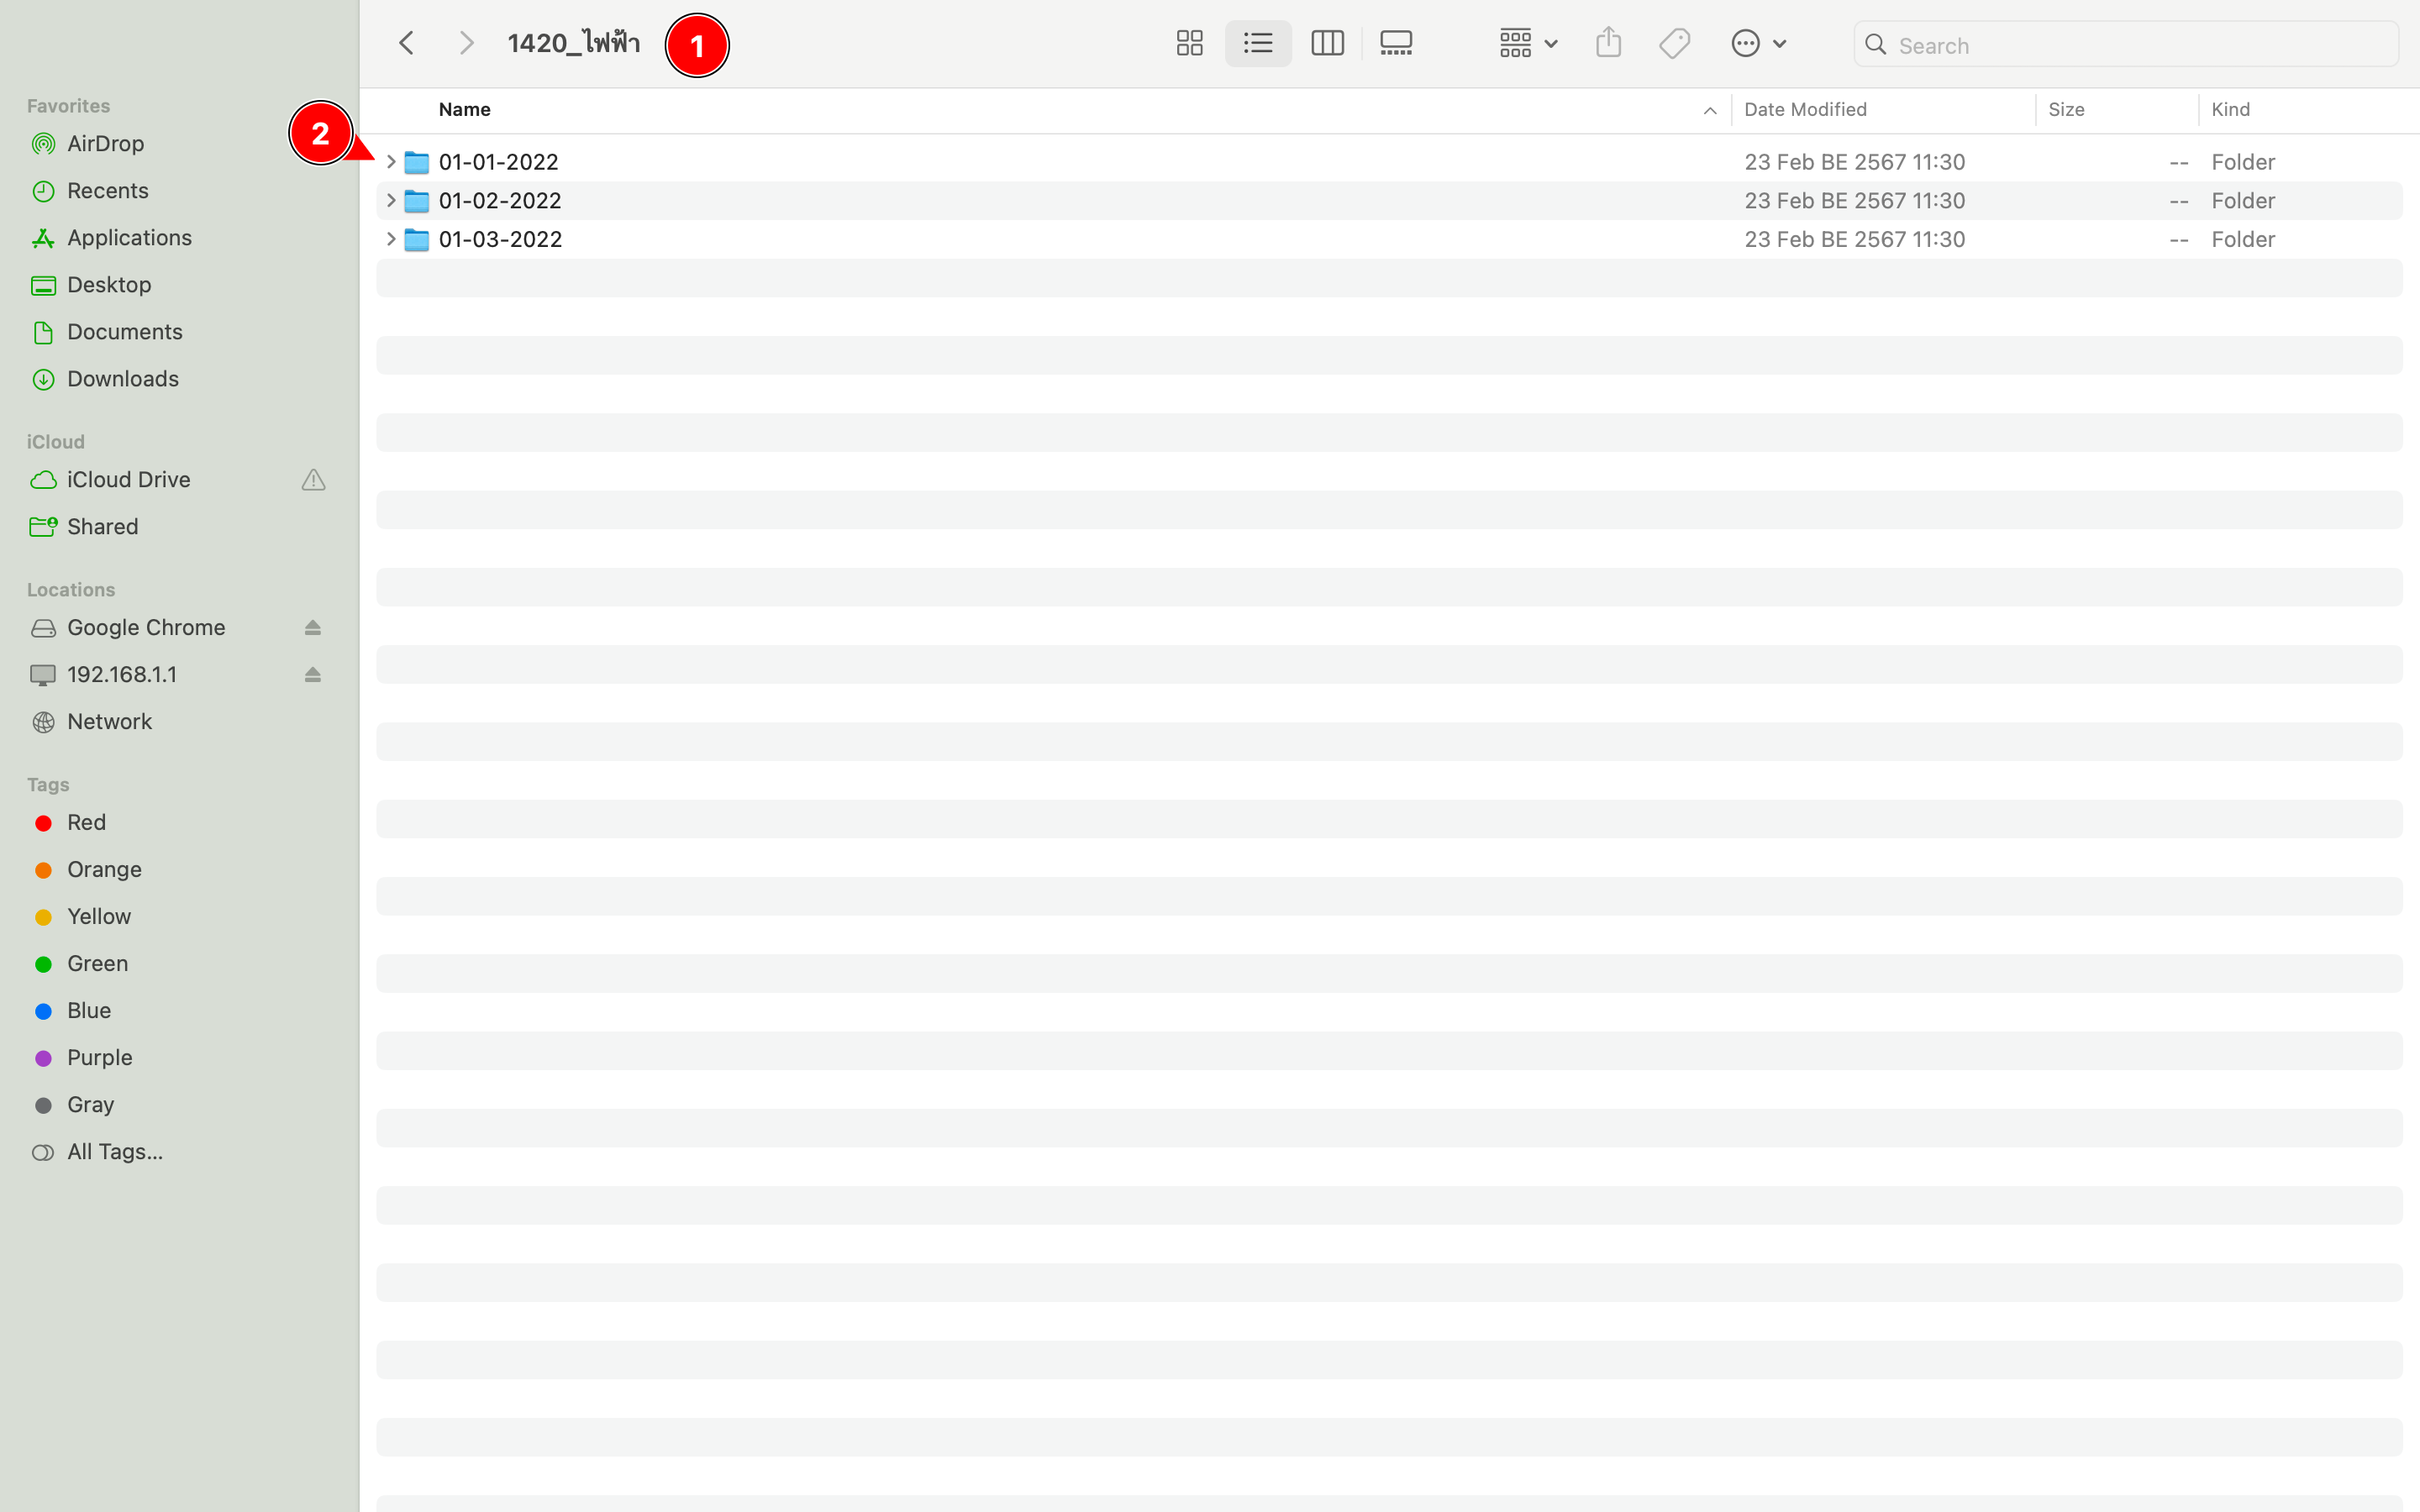 1420_ไฟฟ้า
1
Search
Favorites
AirDrop
Recents
Applications
Desktop
Documents
Downloads
iCloud
iCloud Drive
Shared
Locations
Google Chrome
192.168.1.1
Network
Tags
Red
Orange
Yellow
Green
Blue
Purple
Gray
All Tags...
2
Name Date Modified Size Kind
01-01-2022 23 Feb BE 2567 11:30 -- Folder
01-02-2022 23 Feb BE 2567 11:30 -- Folder
01-03-2022 23 Feb BE 2567 11:30 -- Folder